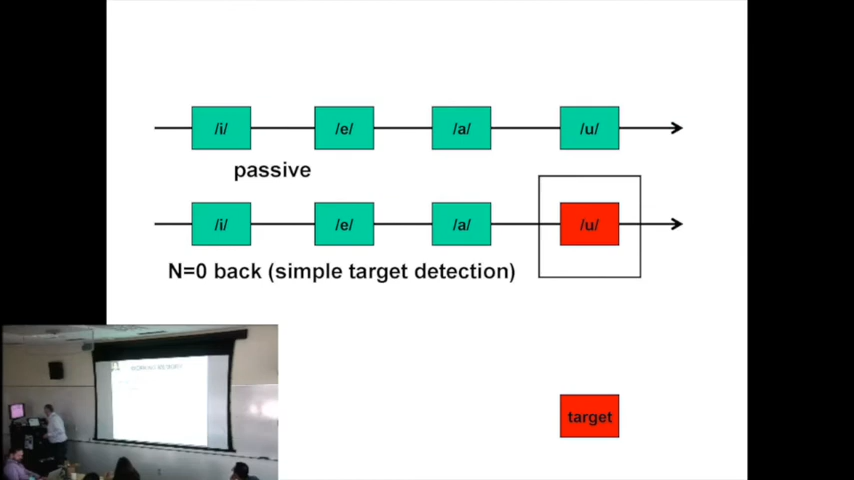 /i/ /e/ /a/ /u/
passive
/i/ /e/ /a/ /u/
N=0 back (simple target detection)
target